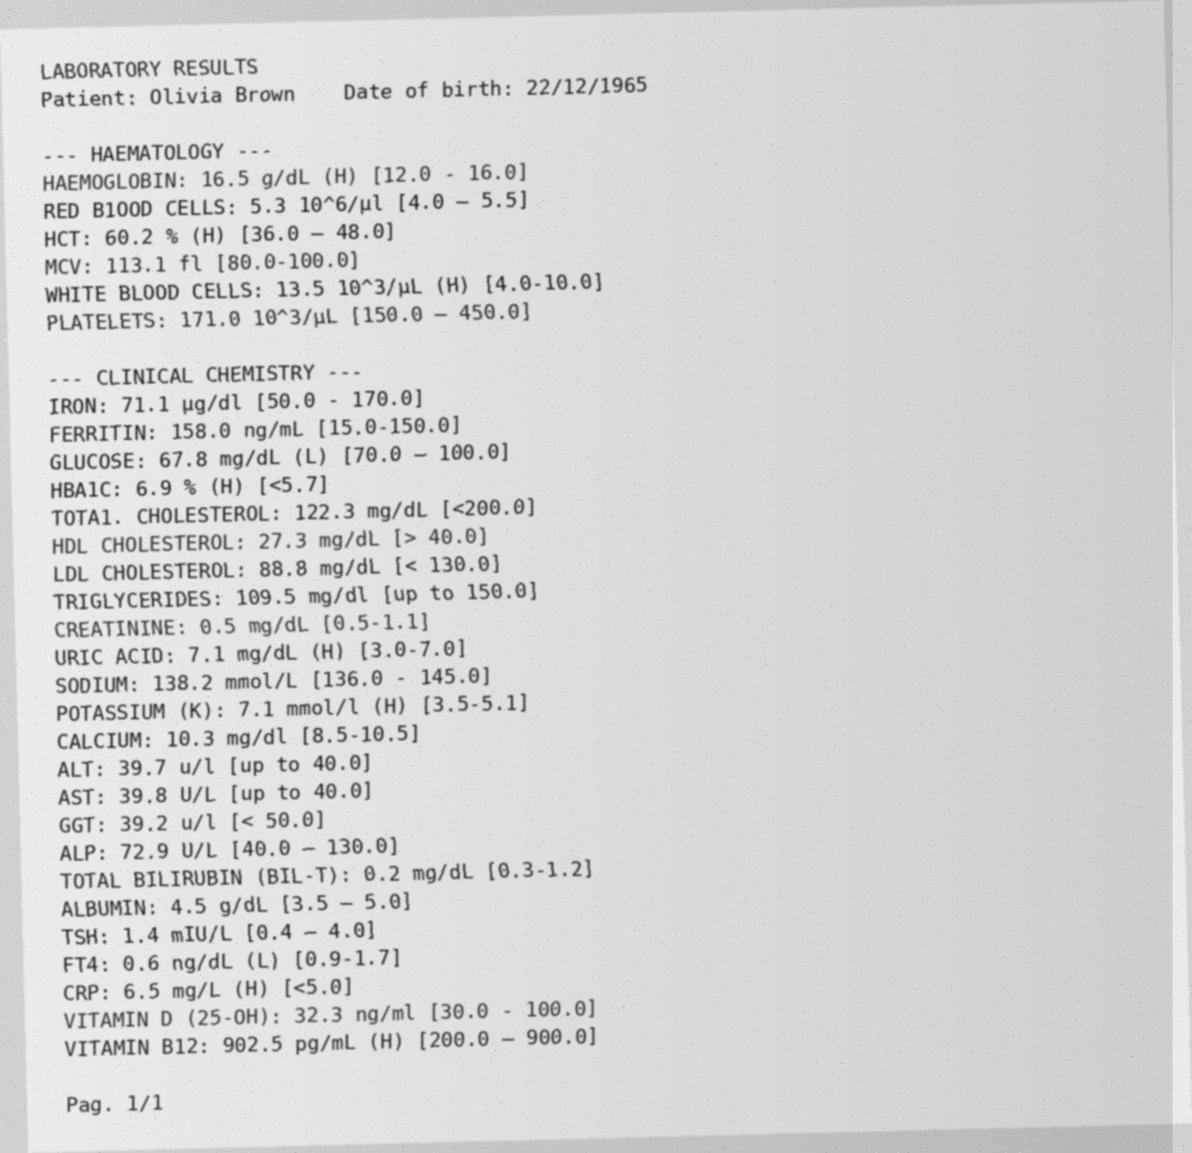 LABORATORY RESULTS
Patient: Olivia Brown    Date of birth: 22/12/1965

--- HAEMATOLOGY ---
HAEMOGLOBIN: 16.5 g/dL (H) [12.0 - 16.0]
RED B1OOD CELLS: 5.3 10^6/µl [4.0 – 5.5]
HCT: 60.2 % (H) [36.0 – 48.0]
MCV: 113.1 fl [80.0-100.0]
WHITE BLOOD CELLS: 13.5 10^3/µL (H) [4.0-10.0]
PLATELETS: 171.0 10^3/µL [150.0 – 450.0]

--- CLINICAL CHEMISTRY ---
IRON: 71.1 µg/dl [50.0 - 170.0]
FERRITIN: 158.0 ng/mL [15.0-150.0]
GLUCOSE: 67.8 mg/dL (L) [70.0 – 100.0]
HBA1C: 6.9 % (H) [<5.7]
TOTA1. CHOLESTEROL: 122.3 mg/dL [<200.0]
HDL CHOLESTEROL: 27.3 mg/dL [> 40.0]
LDL CHOLESTEROL: 88.8 mg/dL [< 130.0]
TRIGLYCERIDES: 109.5 mg/dl [up to 150.0]
CREATININE: 0.5 mg/dL [0.5-1.1]
URIC ACID: 7.1 mg/dL (H) [3.0-7.0]
SODIUM: 138.2 mmol/L [136.0 - 145.0]
POTASSIUM (K): 7.1 mmol/l (H) [3.5-5.1]
CALCIUM: 10.3 mg/dl [8.5-10.5]
ALT: 39.7 u/l [up to 40.0]
AST: 39.8 U/L [up to 40.0]
GGT: 39.2 u/l [< 50.0]
ALP: 72.9 U/L [40.0 – 130.0]
TOTAL BILIRUBIN (BIL-T): 0.2 mg/dL [0.3-1.2]
ALBUMIN: 4.5 g/dL [3.5 – 5.0]
TSH: 1.4 mIU/L [0.4 – 4.0]
FT4: 0.6 ng/dL (L) [0.9-1.7]
CRP: 6.5 mg/L (H) [<5.0]
VITAMIN D (25-OH): 32.3 ng/ml [30.0 - 100.0]
VITAMIN B12: 902.5 pg/mL (H) [200.0 – 900.0]

Pag. 1/1